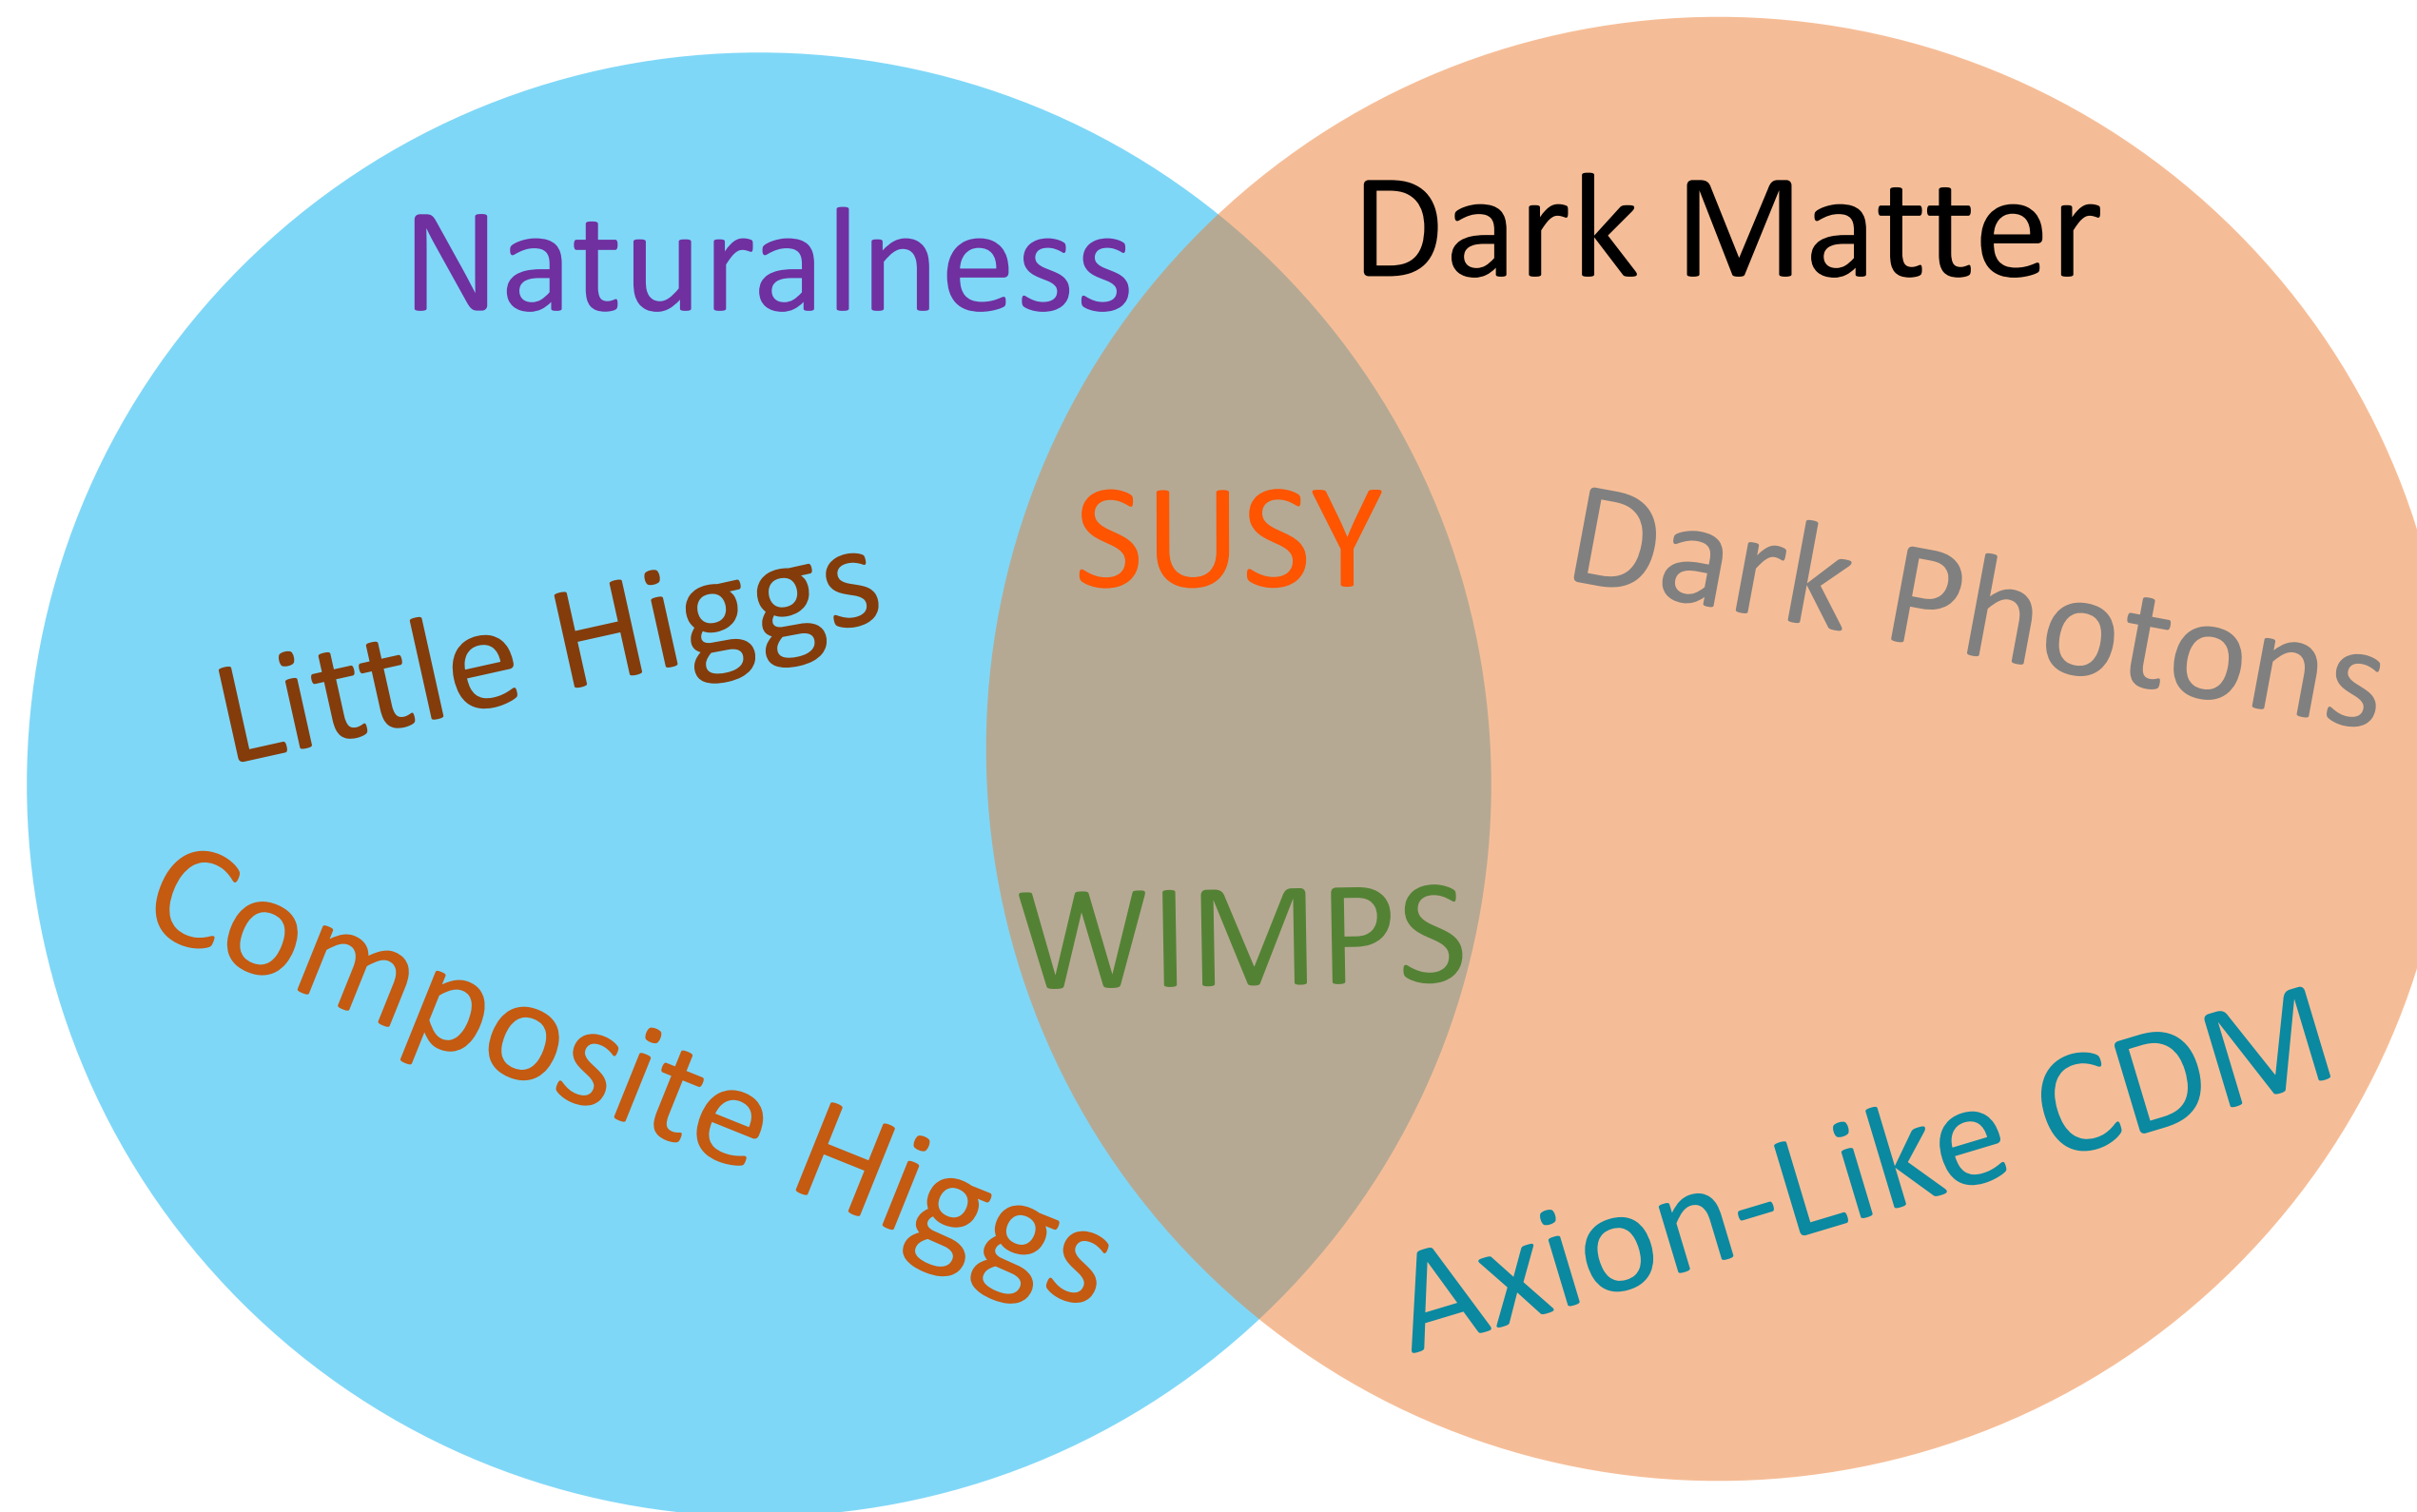 Naturalness
Dark Matter
SUSY
Little Higgs
Dark Photons
WIMPS
Composite Higgs
Axion-Like CDM